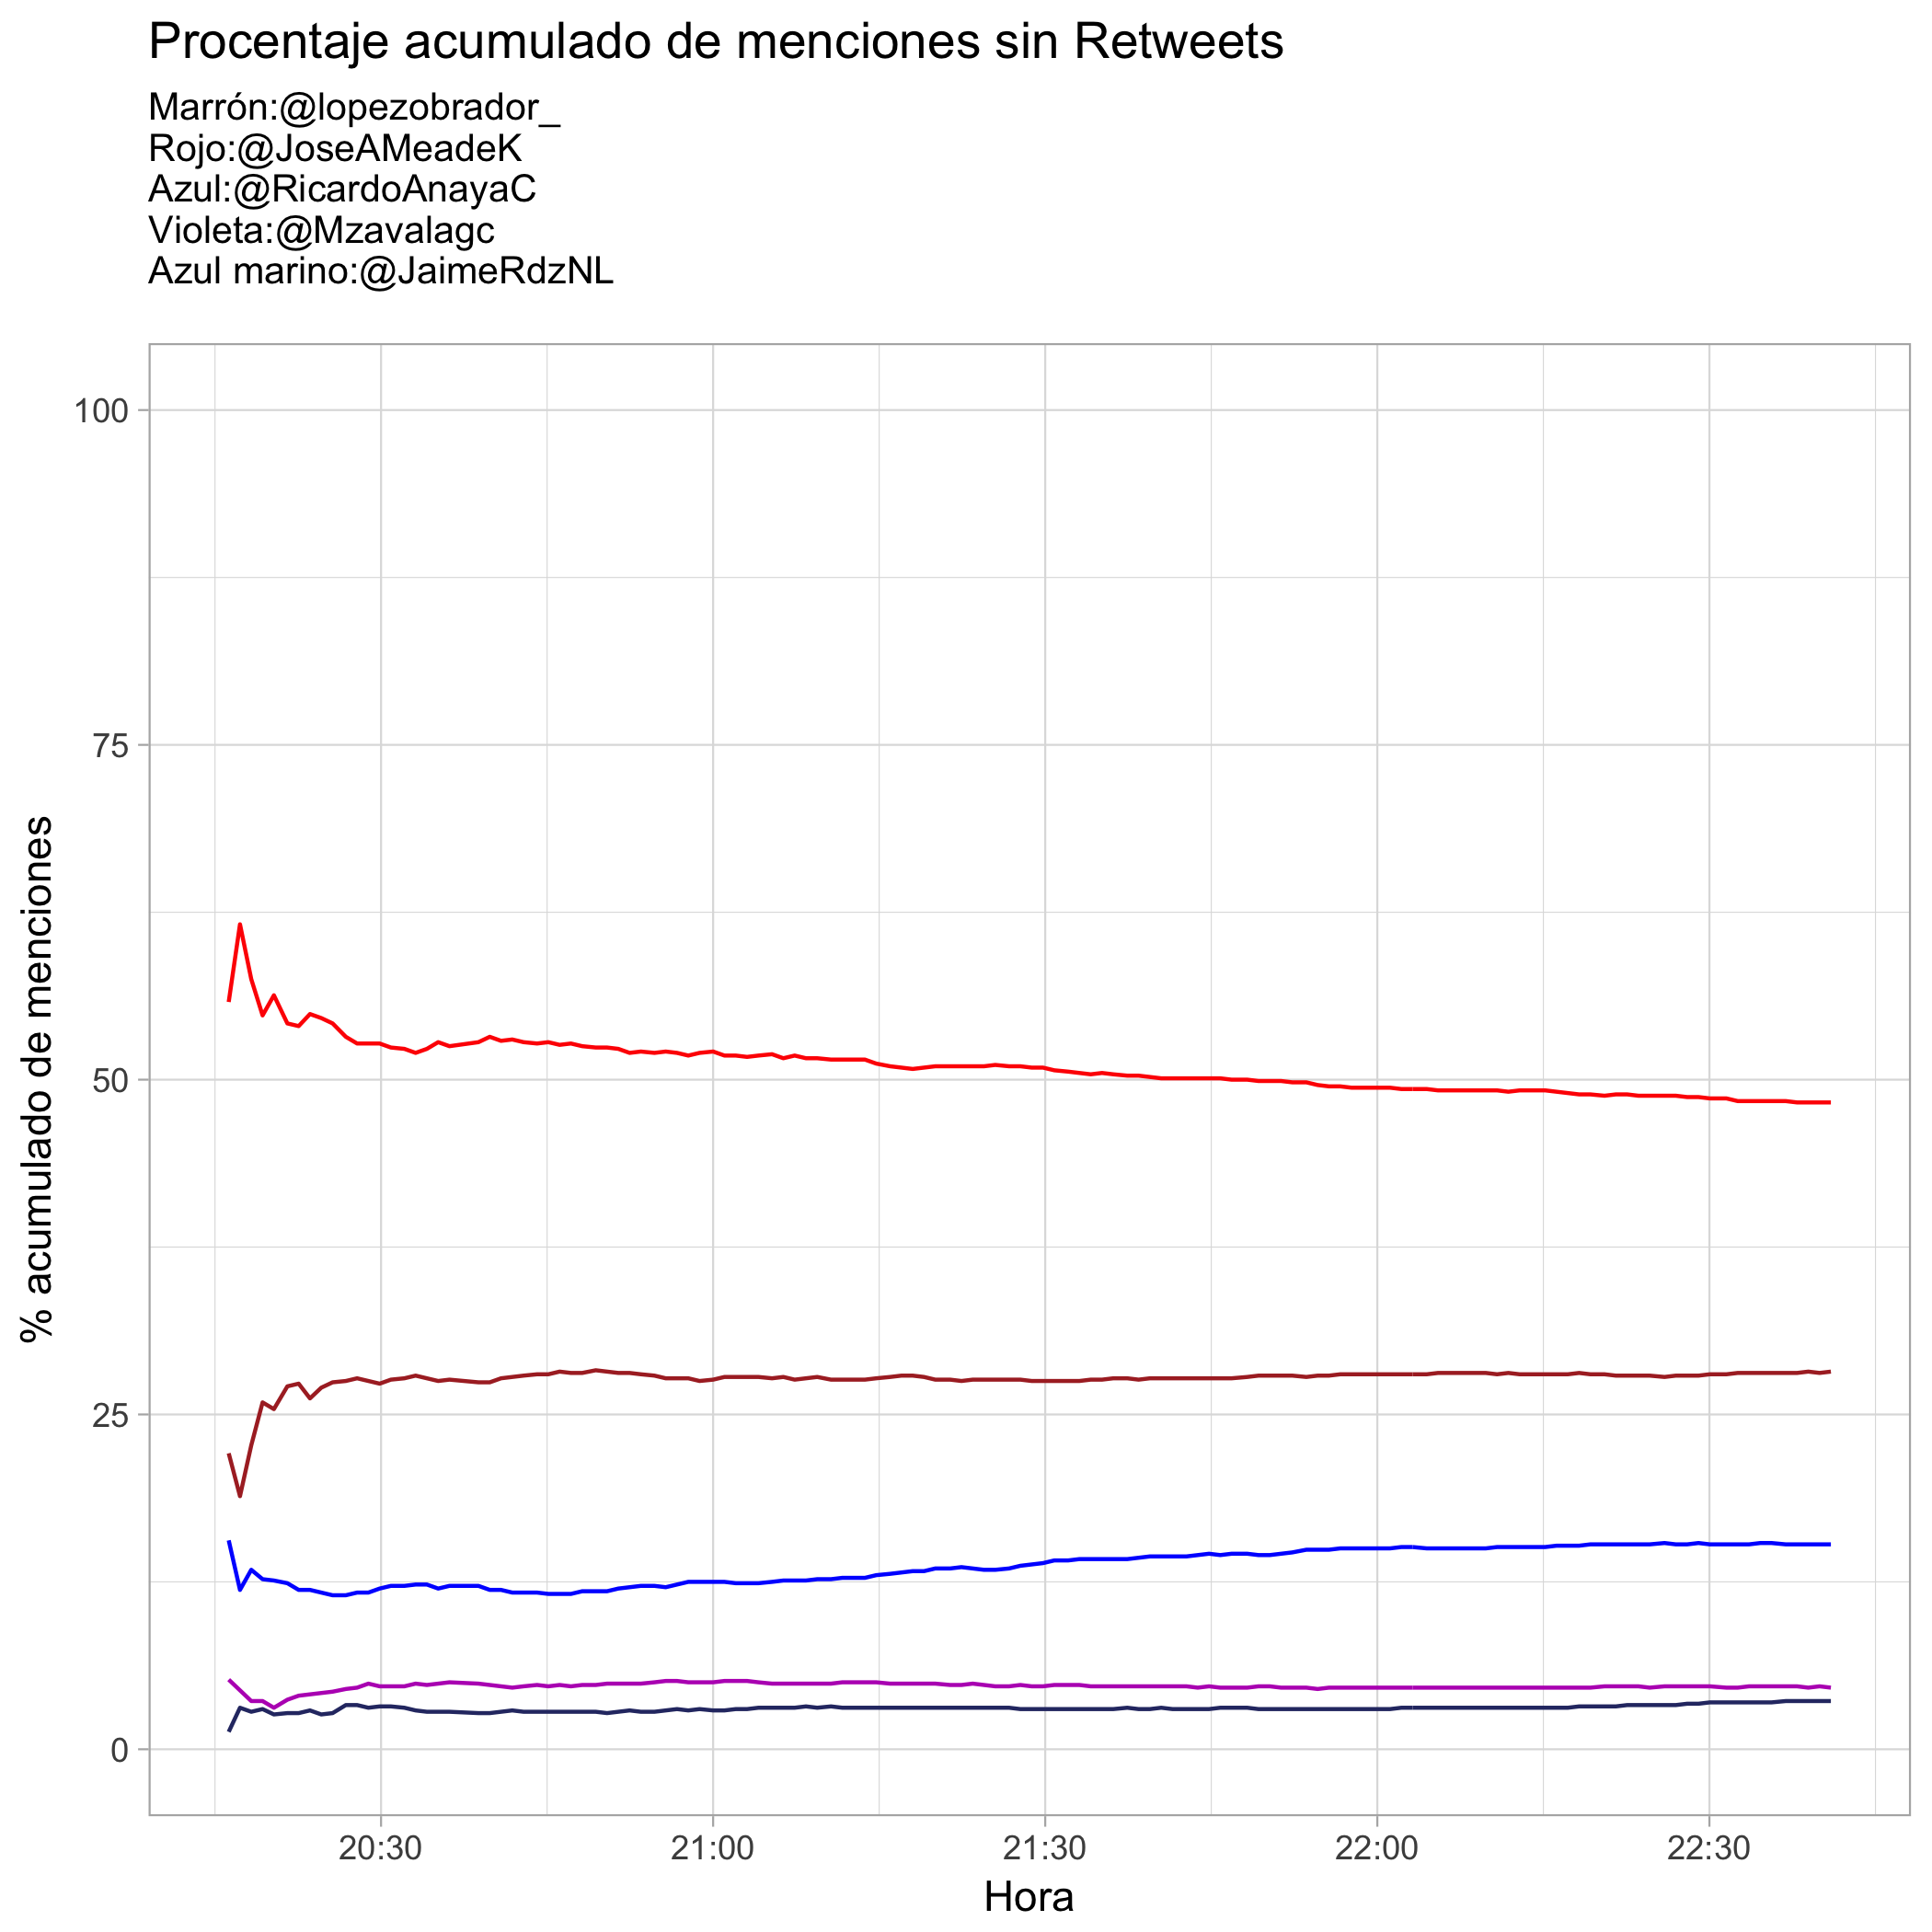 Procentaje acumulado de menciones sin Retweets
Marrón:@lopezobrador_
Rojo:@JoseAMeadeK
Azul:@RicardoAnayaC
Violeta:@Mzavalagc
Azul marino:@JaimeRdzNL
100
75
50
25
0
% acumulado de menciones
20:30 21:00 21:30 22:00 22:30
Hora